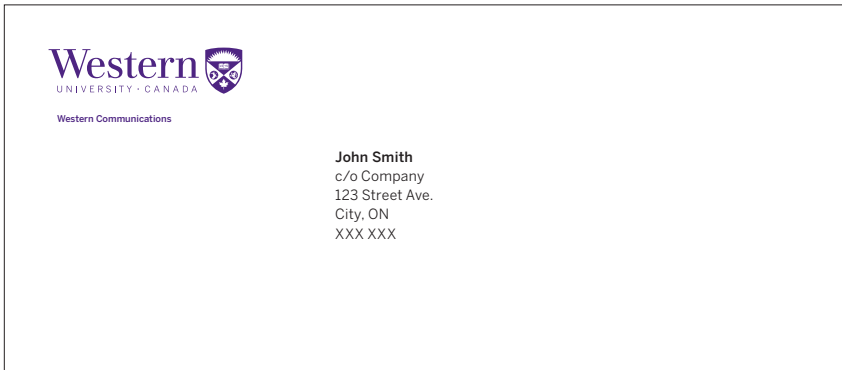 Western
UNIVERSITY · CANADA
Western Communications
John Smith
c/o Company
123 Street Ave.
City, ON
XXX XXX